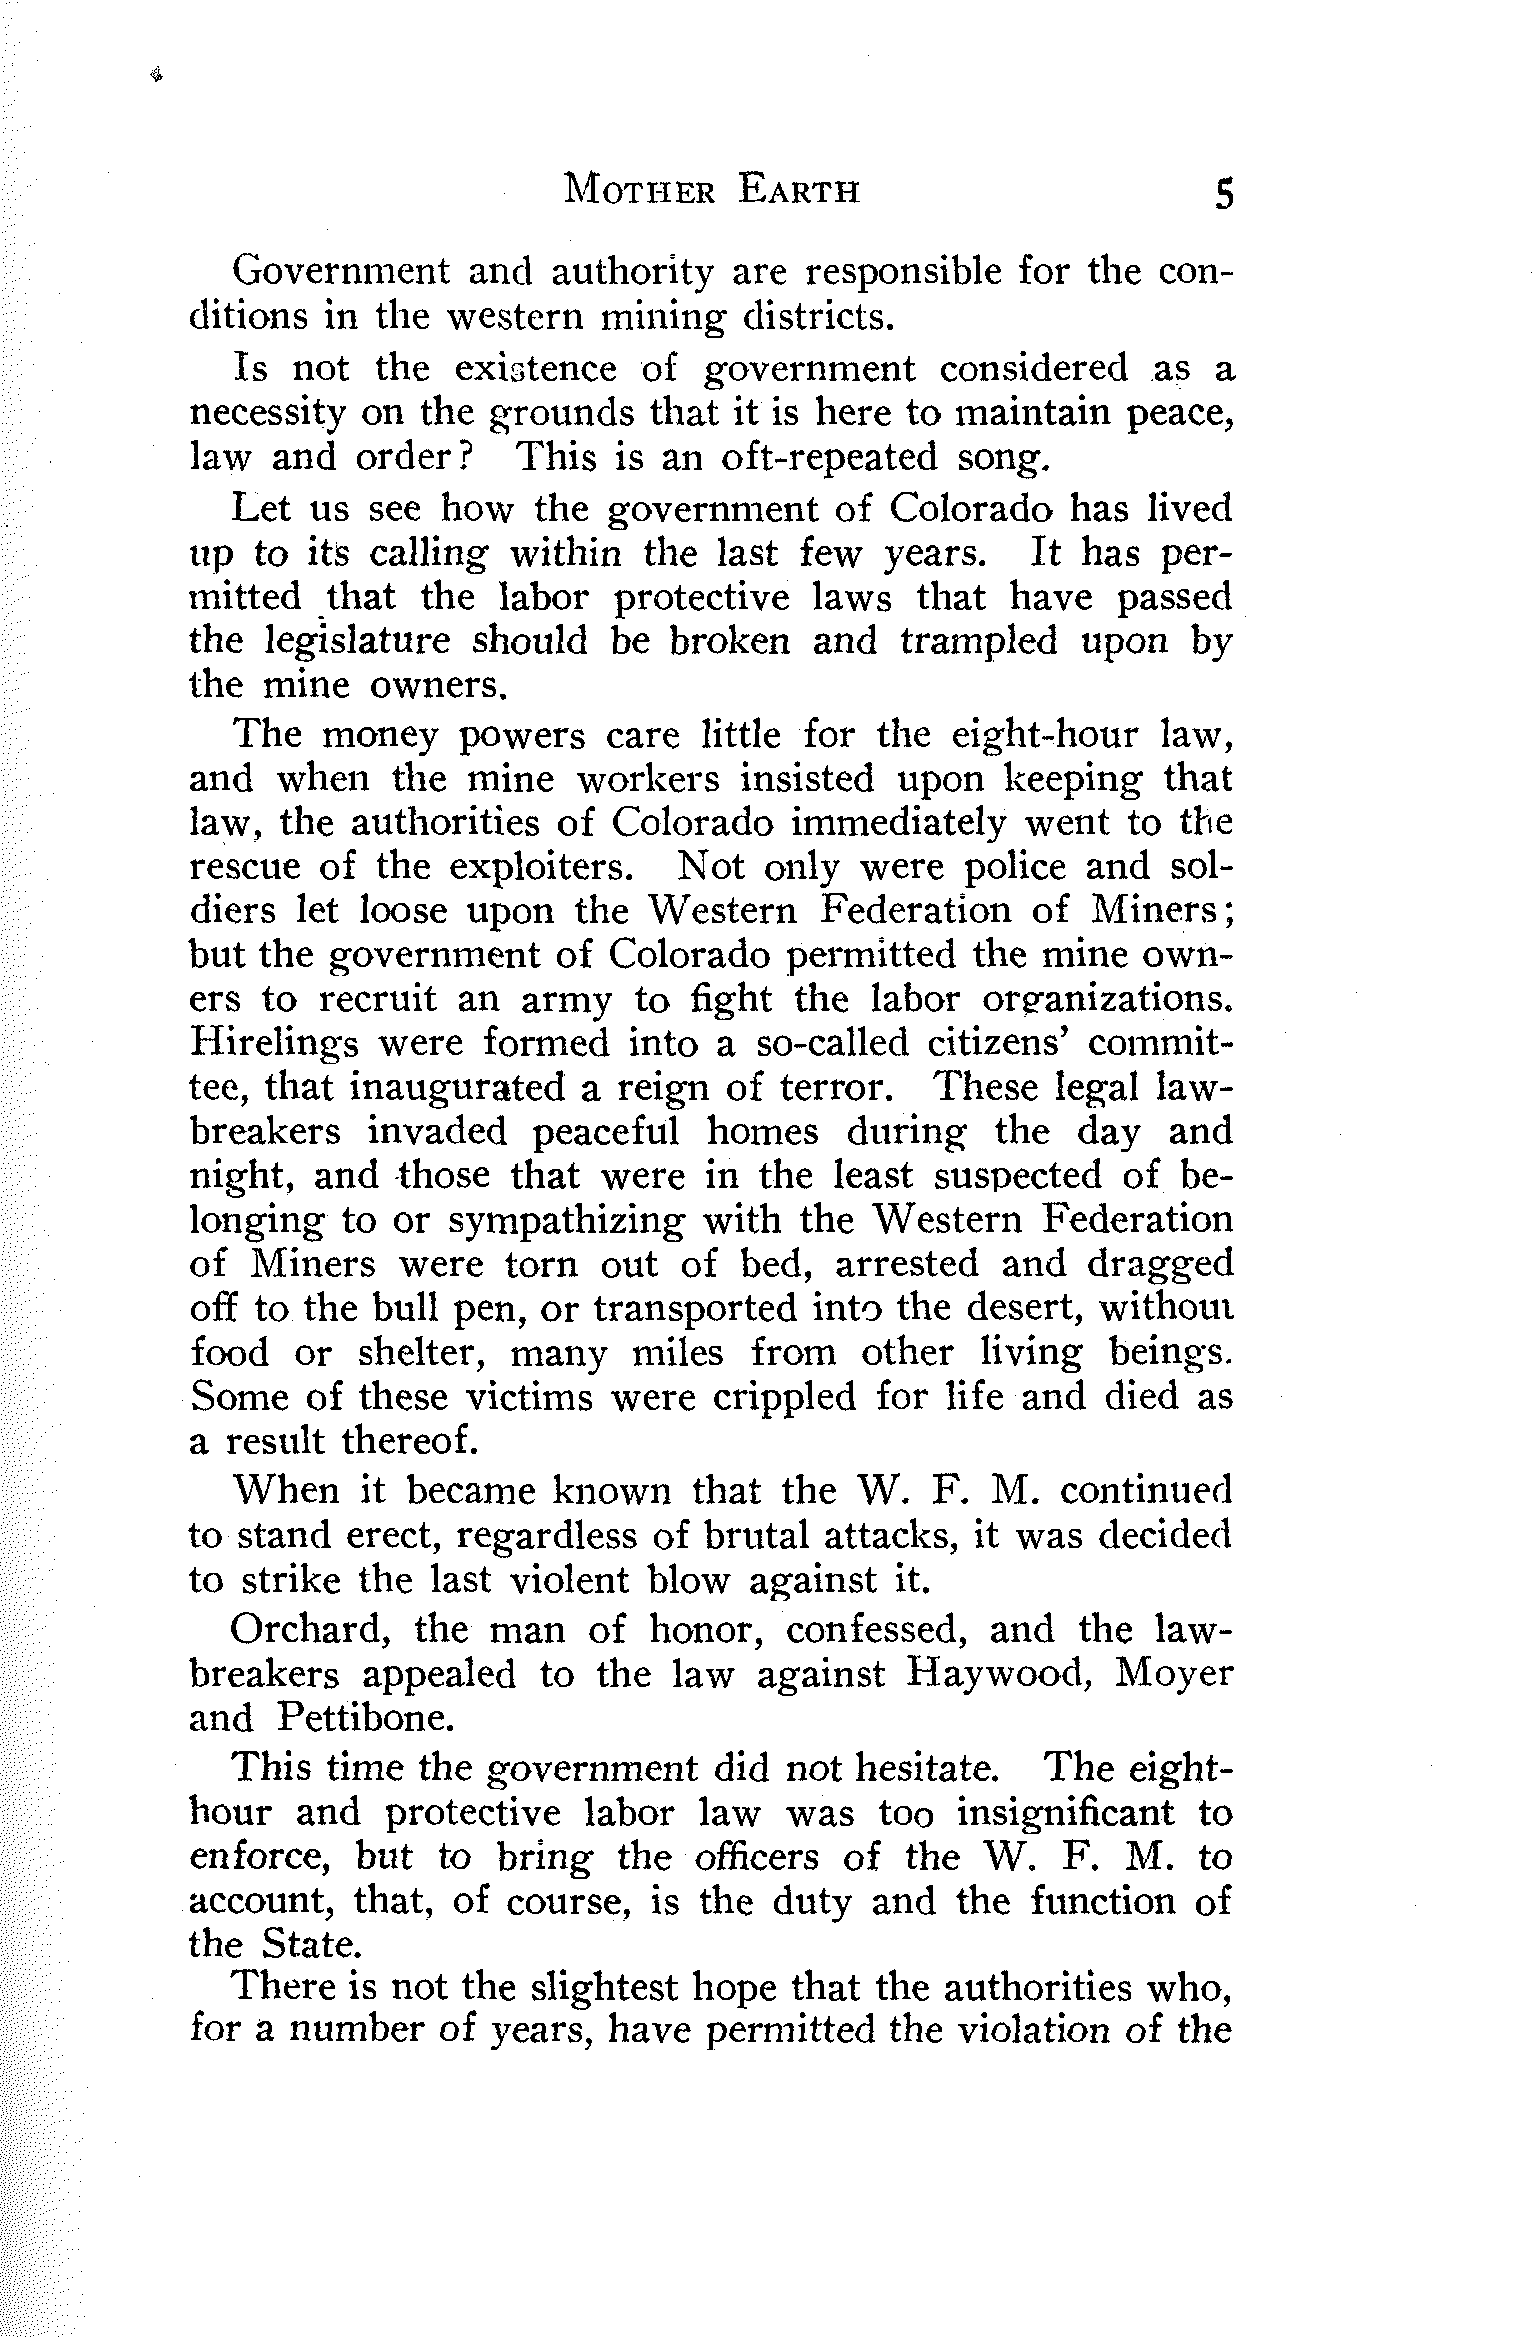 MOTHER EARTH 5
Government and authority are responsible for the con-
ditions in the western mining districts.
Is not the existence of government considered as a
necessity on the grounds that it is here to maintain peace,
law and order? This is an oft-repeated song.
Let us see how the government of Colorado has lived
up to its calling within the last few years. It has per-
mitted that the labor protective laws that have passed
the legislature should be broken and trampled upon by
the mine owners.
The money powers care little for the eight-hour law,
and when the mine workers insisted upon keeping that
law, the authorities of Colorado immediately went to the
rescue of the exploiters. Not only were police and sol-
diers let loose upon the Western Federation of Miners;
but the government of Colorado permitted the mine own-
ers to recruit an army to fight the labor organizations.
Hirelings were formed into a so-called citizens' commit-
tee, that inaugurated a reign of terror. These legal law-
breakers invaded peaceful homes during the day and
night, and those that were in the least suspected of be-
longing to or sympathizing with the Western Federation
of Miners were torn out of bed, arrested and dragged
off to the bull pen, or transported into the desert, without
food or shelter, many miles from other living beings.
Some of these victims were crippled for life and died as
a result thereof.
When it became known that the W. F. M. continued
to stand erect, regardless of brutal attacks, it was decided
to strike the last violent blow against it.
Orchard, the man of honor, confessed, and the law-
breakers appealed to the law against Haywood, Moyer
and Pettibone.
This time the government did not hesitate. The eight-
hour and protective labor law was too insignificant to
enforce, but to bring the officers of the W. F. M. to
account, that, of course, is the duty and the function of
the State.
There is not the slightest hope that the authorities who,
for a number of years, have permitted the violation of the